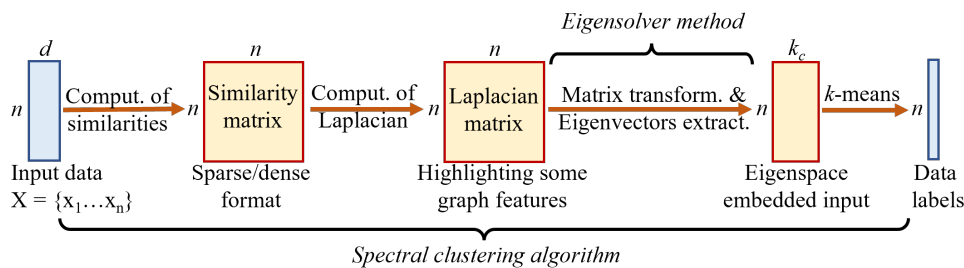 Eigensolver method
d
n
n
k_c
n
Comput. of
similarities
n
Similarity
matrix
Comput. of
Laplacian
n
Laplacian
matrix
Matrix transform. &
Eigenvectors extract.
n
k-means
n
Input data
X = {x₁…xₙ}
Sparse/dense
format
Highlighting some
graph features
Eigenspace
embedded input
Data
labels
Spectral clustering algorithm